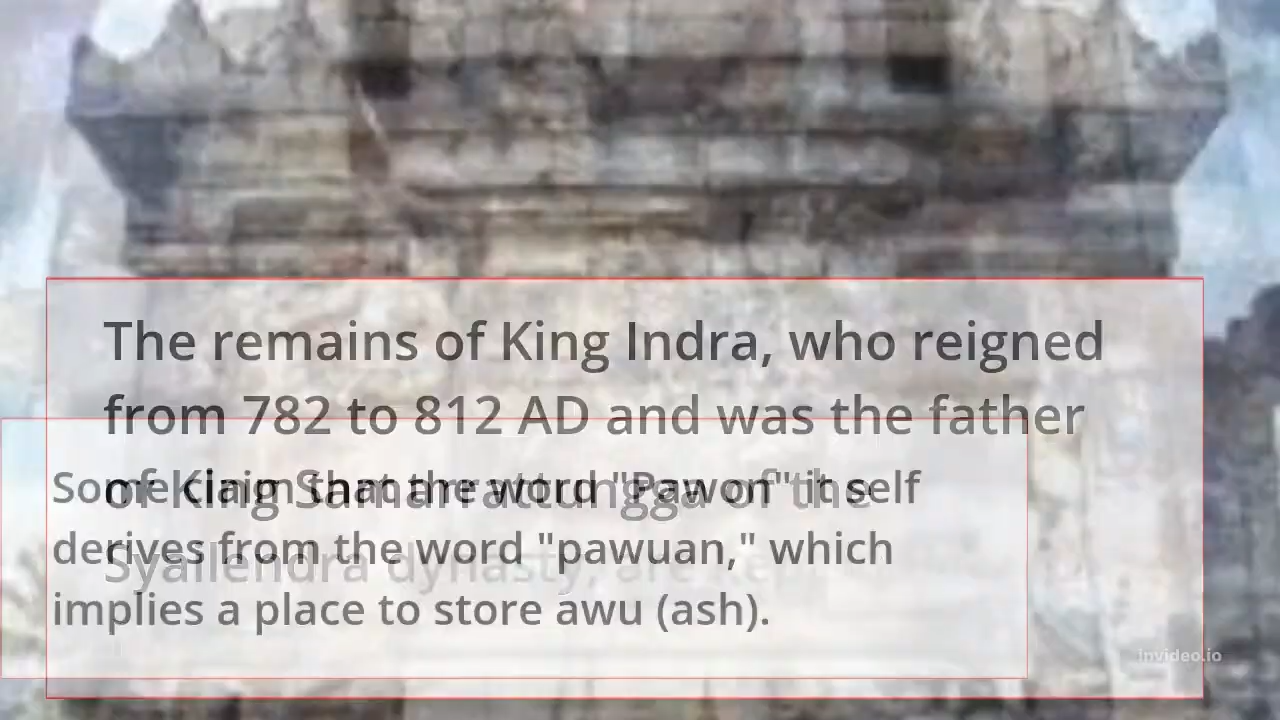 The remains of King Indra, who reigned
from 782 to 812 AD and was the father
of King Samarattungga of the
Syailendra dynasty, are kept
Some claim that the word "Pawon" itself
derives from the word "pawuan," which
implies a place to store awu (ash).
invideo.io